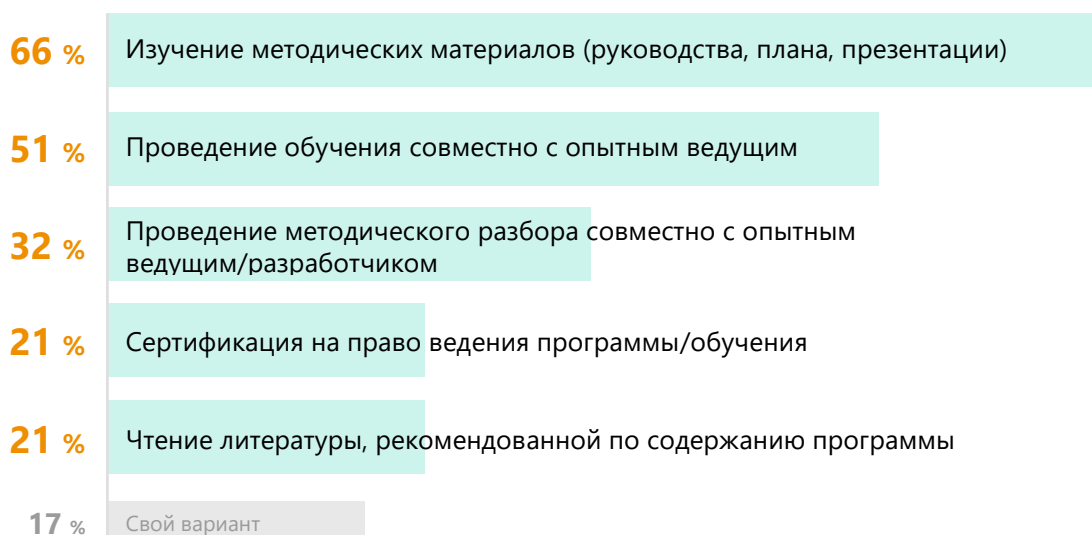 66 % Изучение методических материалов (руководства, плана, презентации)
51 % Проведение обучения совместно с опытным ведущим
32 % Проведение методического разбора совместно с опытным
ведущим/разработчиком
21 % Сертификация на право ведения программы/обучения
21 % Чтение литературы, рекомендованной по содержанию программы
17 % Свой вариант